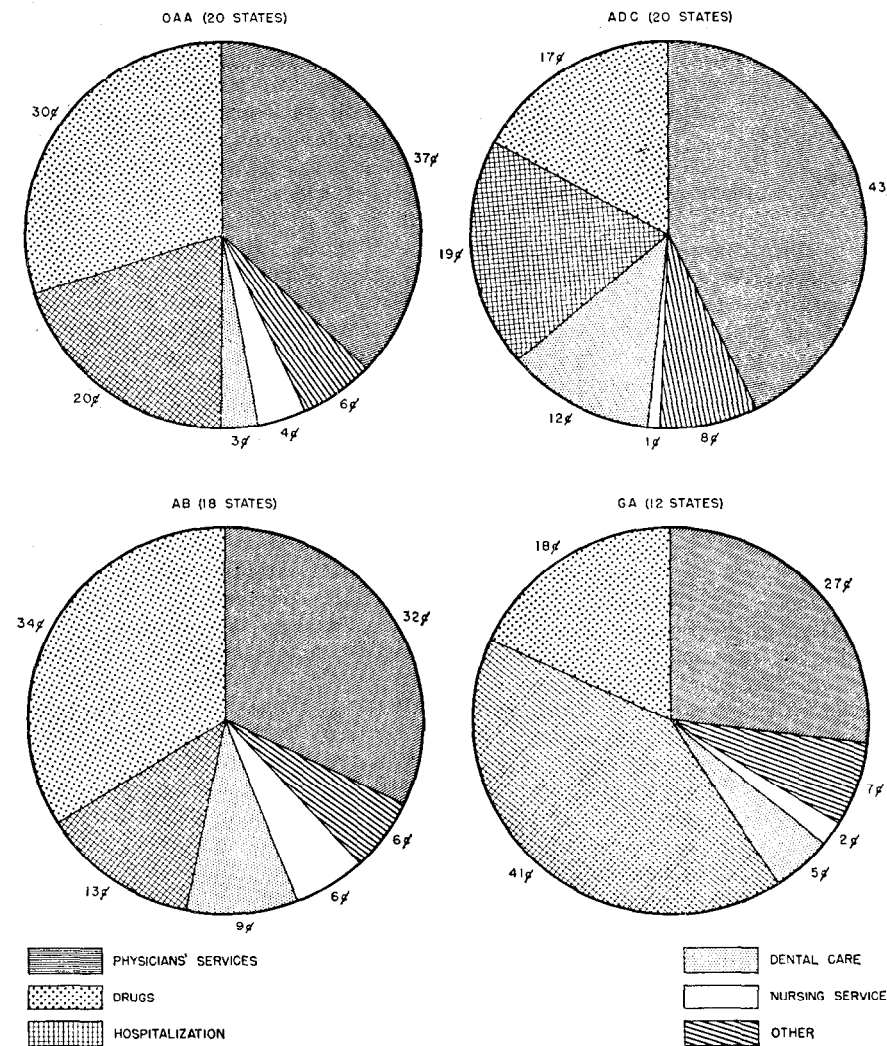 OAA (20 STATES)
30¢
37¢
20¢
3¢
4¢
6¢
ADC (20 STATES)
17¢
43
19¢
12¢
1¢
8¢
AB (18 STATES)
34¢
32¢
13¢
9¢
6¢
6¢
GA (12 STATES)
18¢
27¢
41¢
5¢
2¢
7¢
PHYSICIANS' SERVICES
DRUGS
HOSPITALIZATION
DENTAL CARE
NURSING SERVICE
OTHER